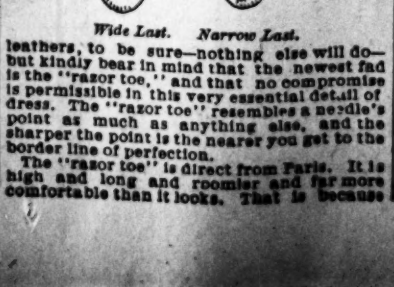 Wide Last. Narrow Last.
leathers, to be sure—nothing else will do—
but kindly bear in mind that the newest fad
is the "razor toe," and that no compromise
is permissible in this very essential detail of
dress. The "razor toe" resembles a needle's
point as much as anything else, and the
sharper the point is the nearer you get to the
border line of perfection.
The "razor toe" is direct from Paris. It is
high and long and roomier and far more
comfortable than it looks. That is because